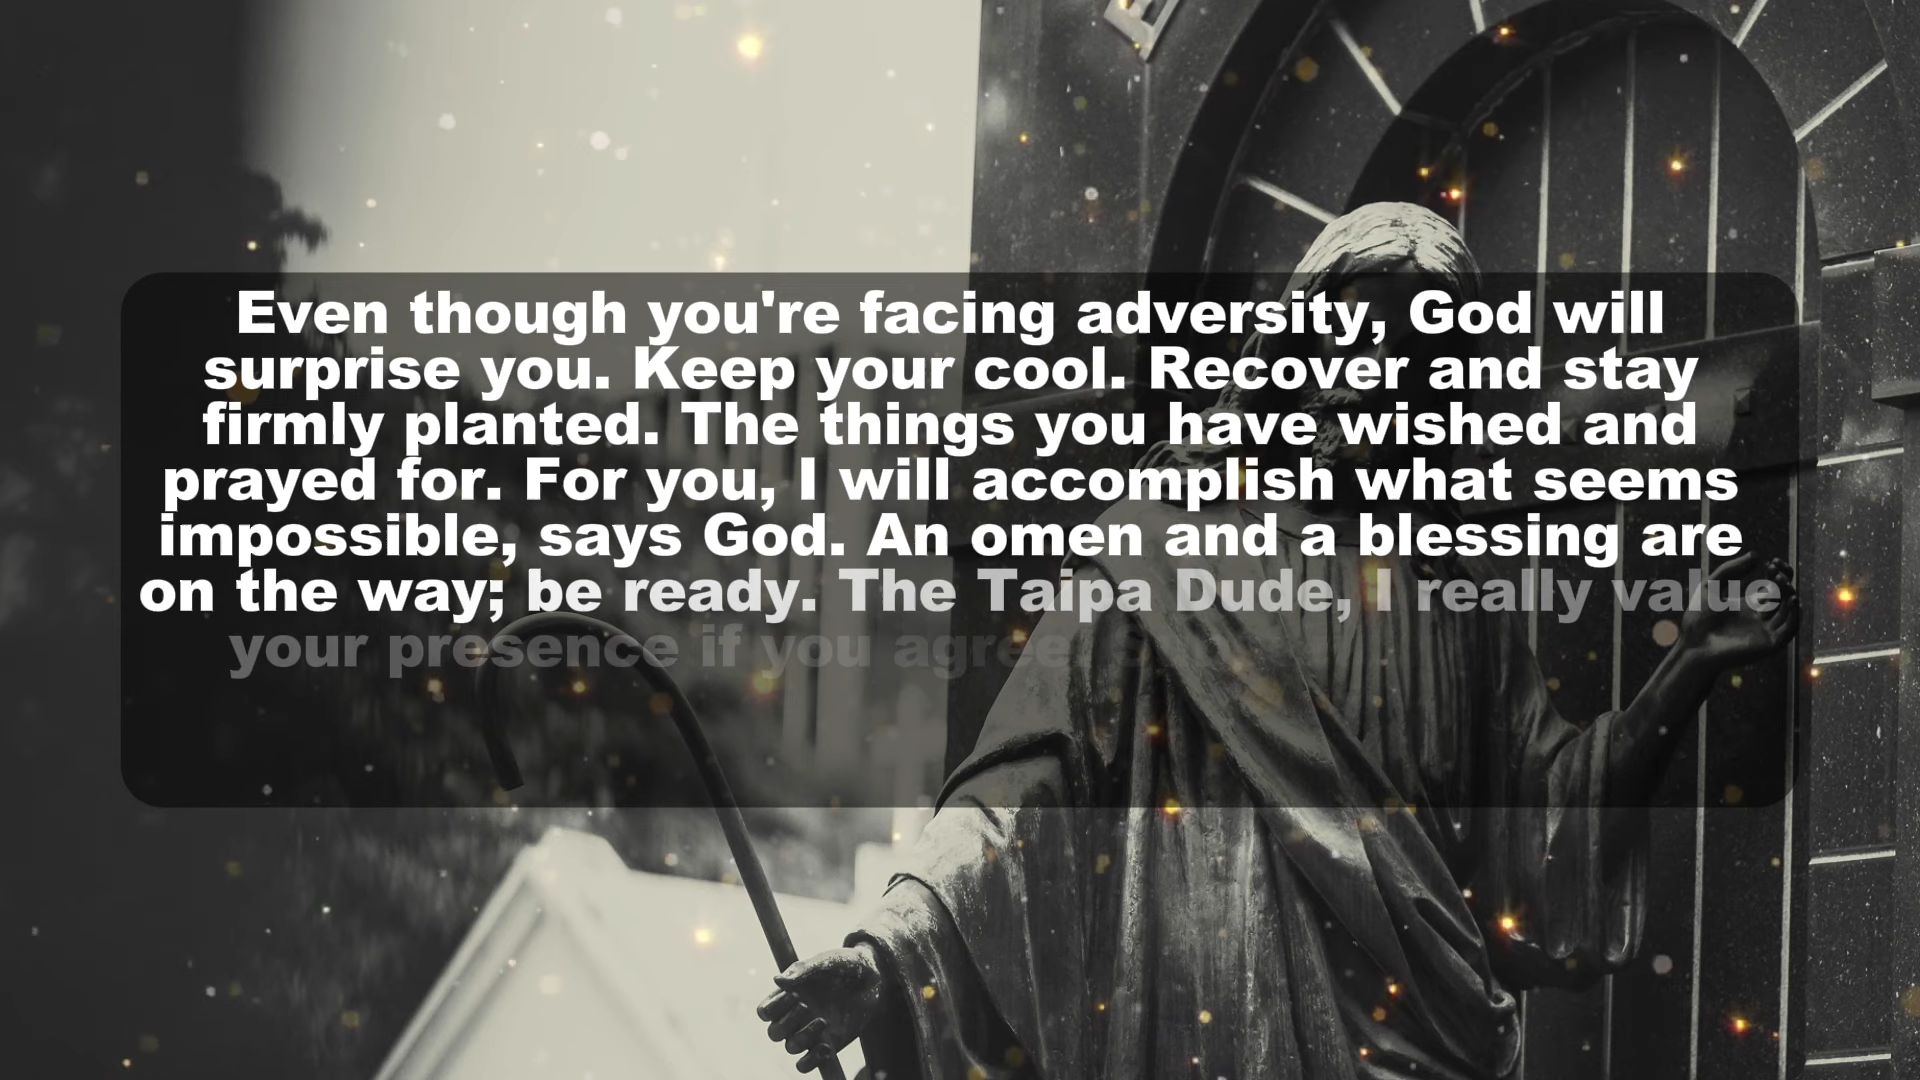 Even though you're facing adversity, God will
surprise you. Keep your cool. Recover and stay
firmly planted. The things you have wished and
prayed for. For you, I will accomplish what seems
impossible, says God. An omen and a blessing are
on the way; be ready. The Taipa Dude, I really value
your presence if you agree.